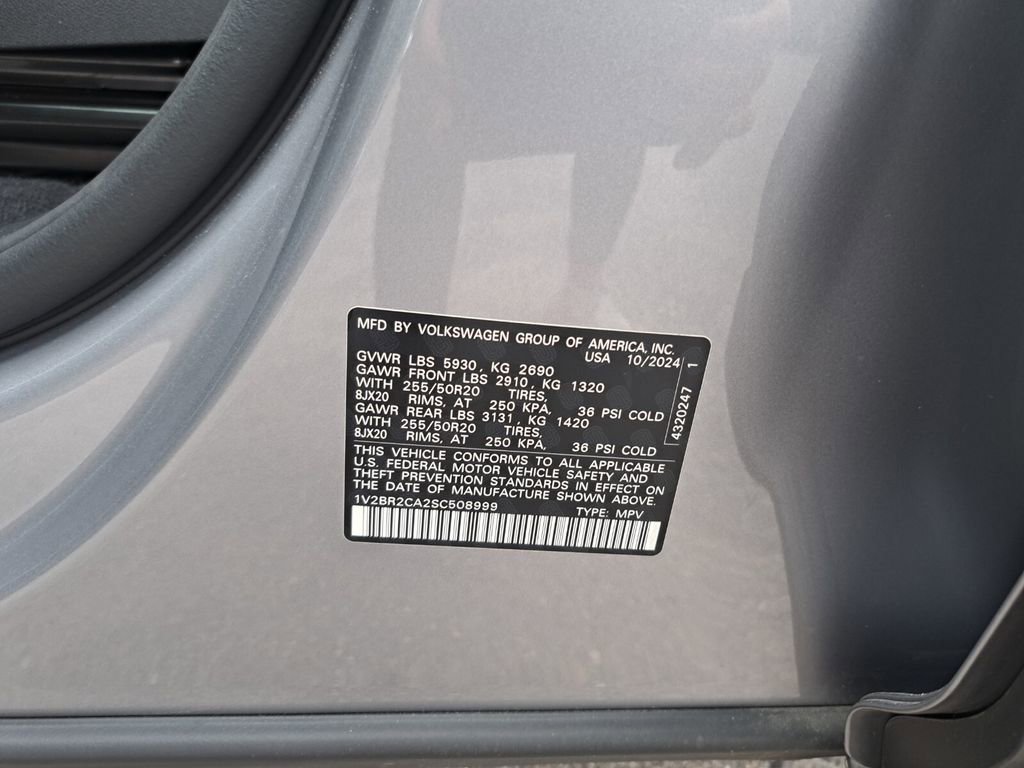 MFD BY VOLKSWAGEN GROUP OF AMERICA, INC.
USA 10/2024
GVWR LBS 5930, KG 2690
GAWR FRONT LBS 2910, KG 1320
WITH 255/50R20 TIRES,
8JX20 RIMS, AT 250 KPA, 36 PSI COLD
GAWR REAR LBS 3131, KG 1420
WITH 255/50R20 TIRES,
8JX20 RIMS, AT 250 KPA, 36 PSI COLD
THIS VEHICLE CONFORMS TO ALL APPLICABLE
U.S. FEDERAL MOTOR VEHICLE SAFETY AND
THEFT PREVENTION STANDARDS IN EFFECT ON
THE DATE OF MANUFACTURE SHOWN ABOVE.
1V2BR2CA2SC508999 TYPE: MPV
4320247 1